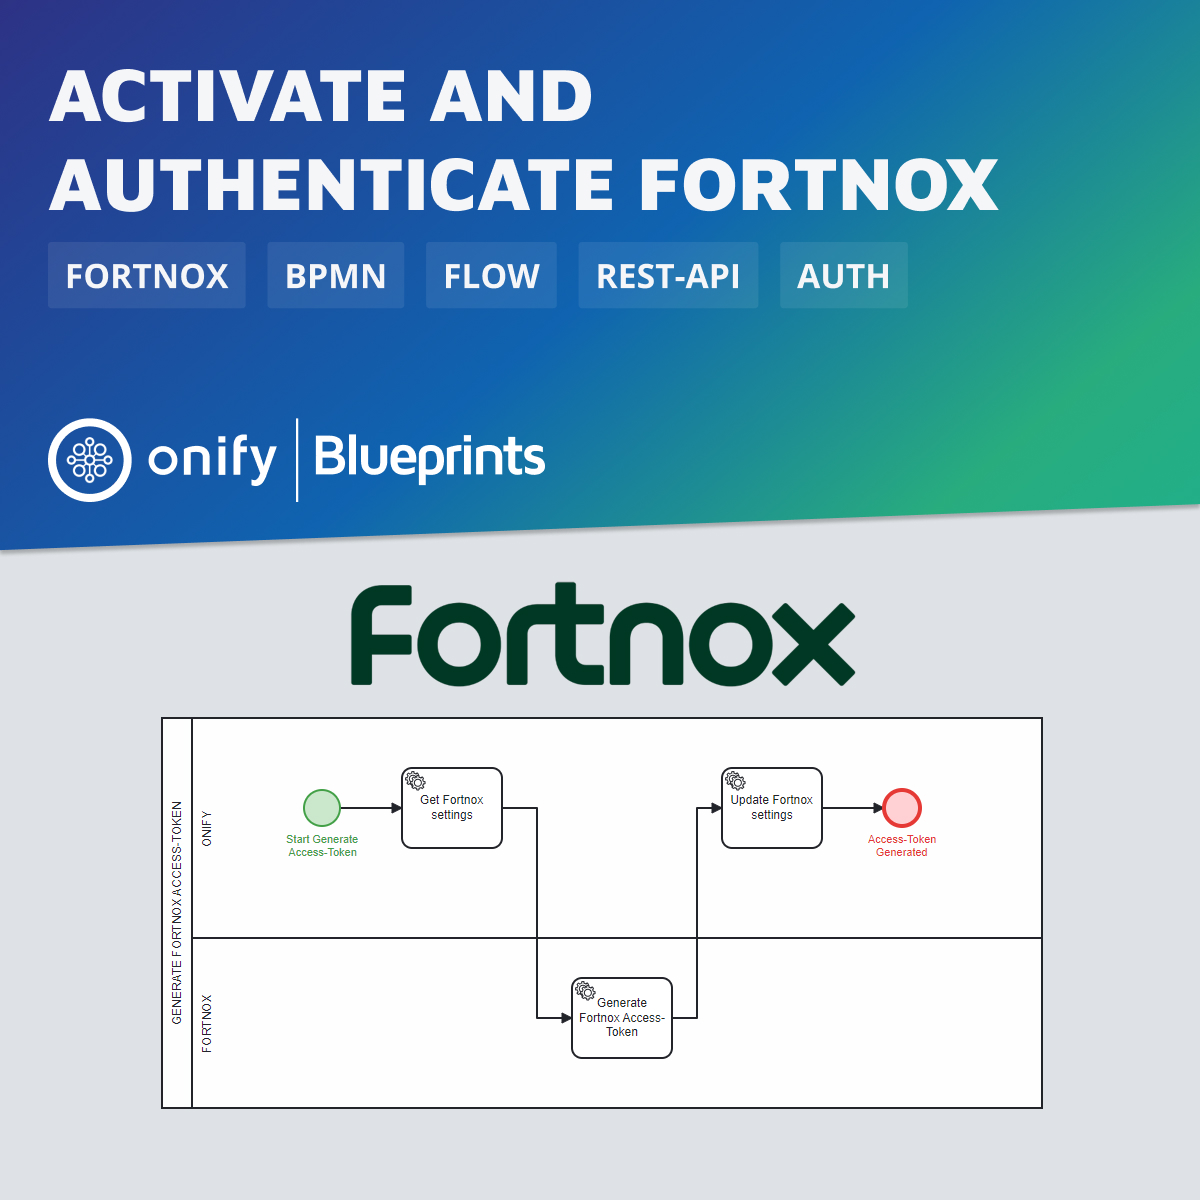 ACTIVATE AND
AUTHENTICATE FORTNOX
FORTNOX BPMN FLOW REST-API AUTH
onify Blueprints
fortnox
GENERATE FORTNOX ACCESS-TOKEN
ONIFY
Start Generate
Access-Token
Get Fortnox
settings
Update Fortnox
settings
Access-Token
Generated
FORTNOX
Generate
Fortnox Access-
Token